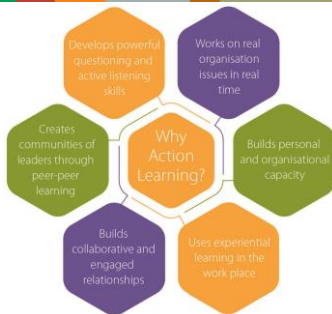 Develops powerful
questioning and
active listening
skills
Works on real
organisation
issues in real
time
Creates
communities of
leaders through
peer-peer
learning
Why
Action
Learning?
Builds personal
and organisational
capacity
Builds
collaborative and
engaged
relationships
Uses experiential
learning in the
work place